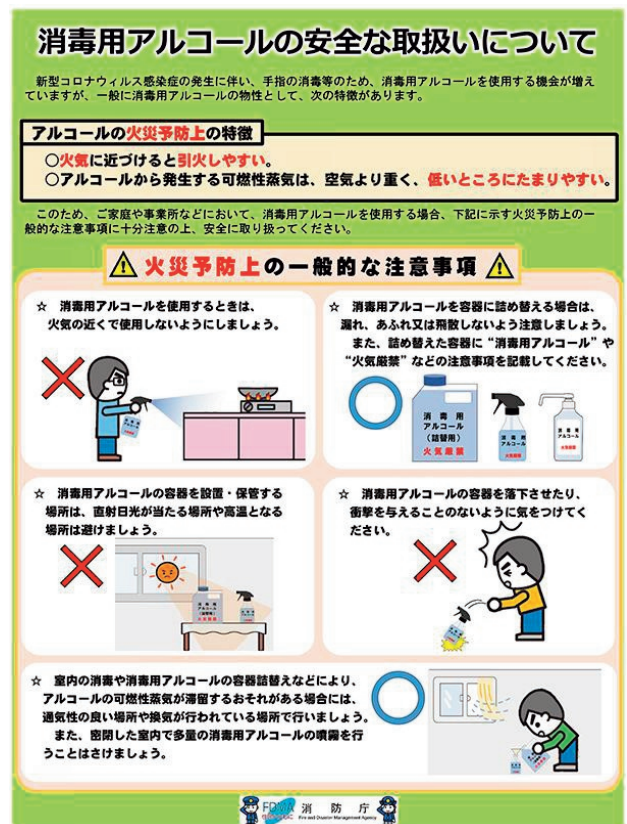 消毒用アルコールの安全な取扱いについて
新型コロナウィルス感染症の発生に伴い、手指の消毒等のため、消毒用アルコールを使用する機会が増え
ていますが、一般に消毒用アルコールの物性として、次の特徴があります。
アルコールの火災予防上の特徴
○火気に近づけると引火しやすい。
○アルコールから発生する可燃性蒸気は、空気より重く、低いところにたまりやすい。
このため、ご家庭や事業所などにおいて、消毒用アルコールを使用する場合、下記に示す火災予防上の一
般的な注意事項に十分注意の上、安全に取り扱ってください。
火災予防上の一般的な注意事項
☆ 消毒用アルコールを使用するときは、
火気の近くで使用しないようにしましょう。
☆ 消毒用アルコールを容器に詰め替える場合は、
漏れ、あふれ又は飛散しないよう注意しましょう。
また、詰め替えた容器に“消毒用アルコール”や
“火気厳禁”などの注意事項を記載してください。
消毒用
アルコール
(詰替用)
火気厳禁
消毒用
アルコール
火気厳禁
消毒用
アルコール
火気厳禁
☆ 消毒用アルコールの容器を設置・保管する
場所は、直射日光が当たる場所や高温となる
場所は避けましょう。
☆ 消毒用アルコールの容器を落下させたり、
衝撃を与えることのないように気をつけてく
ださい。
☆ 室内の消毒や消毒用アルコールの容器詰替えなどにより、
アルコールの可燃性蒸気が滞留するおそれがある場合には、
通気性の良い場所や換気が行われている場所で行いましょう。
また、密閉した室内で多量の消毒用アルコールの噴霧を行
うことはさけましょう。
FDMA 消防庁
Fire and Disaster Management Agency